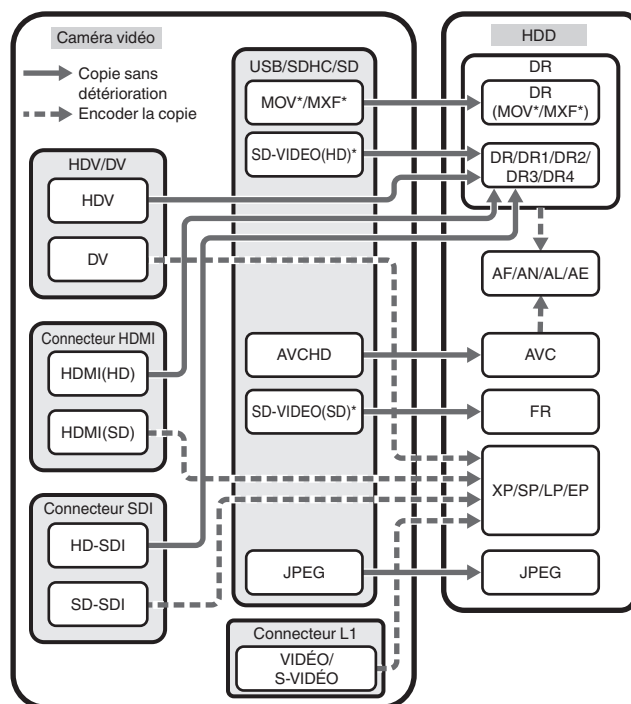 Caméra vidéo
Copie sans
détérioration
Encoder la copie
HDV/DV
HDV
DV
Connecteur HDMI
HDMI(HD)
HDMI(SD)
Connecteur SDI
HD-SDI
SD-SDI
USB/SDHC/SD
MOV*/MXF*
SD-VIDEO(HD)*
AVCHD
SD-VIDEO(SD)*
JPEG
Connecteur L1
VIDÉO/
S-VIDÉO
HDD
DR
DR
(MOV*/MXF*)
DR/DR1/DR2/
DR3/DR4
AF/AN/AL/AE
AVC
FR
XP/SP/LP/EP
JPEG